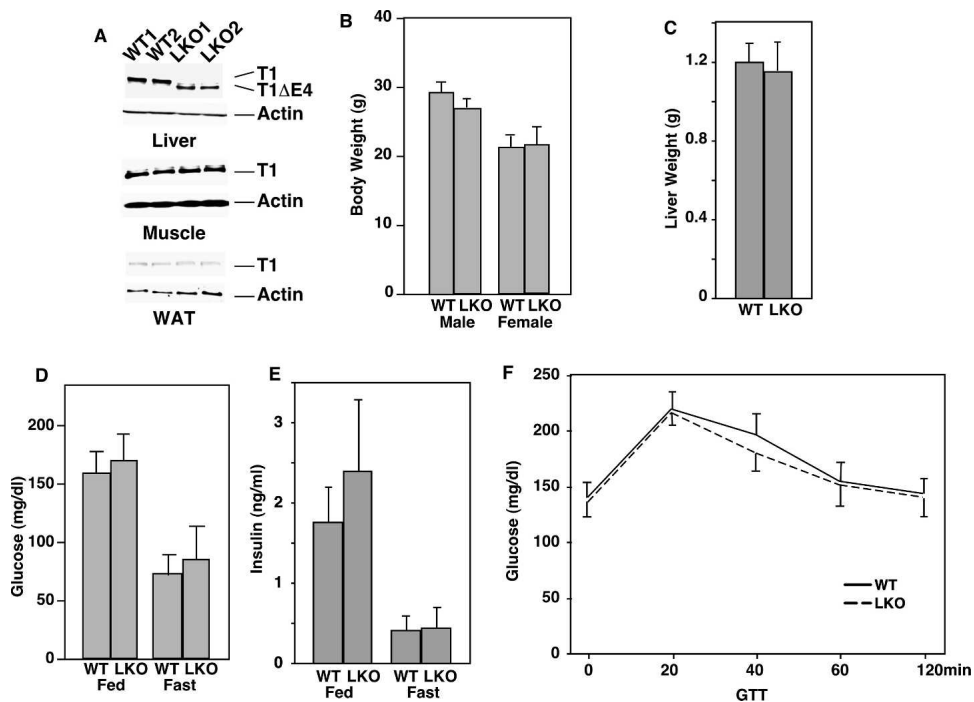 A
WT1 WT2 LKO1 LKO2
T1
T1ΔE4
Actin
Liver
T1
Actin
Muscle
T1
Actin
WAT
B
Body Weight (g)
40
30
20
10
0
WT LKO WT LKO
Male Female
C
Liver Weight (g)
1.2
0.8
0.4
0
WT LKO
D
Glucose (mg/dl)
200
150
100
50
0
WT LKO WT LKO
Fed Fast
E
Insulin (ng/ml)
3
2
1
0
WT LKO WT LKO
Fed Fast
F
Glucose (mg/dl)
250
200
150
100
50
0
WT
LKO
0 20 40 60 120min
GTT